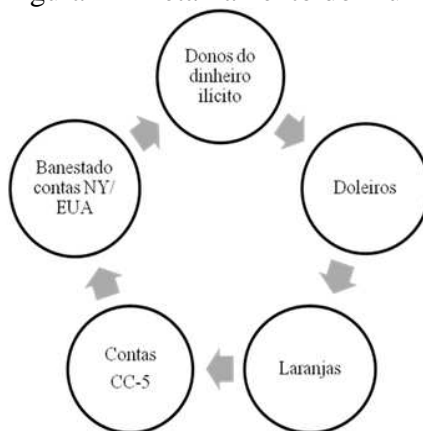 Donos do
dinheiro
ilícito
Doleiros
Laranjas
Contas
CC-5
Banestado
contas NY/
EUA